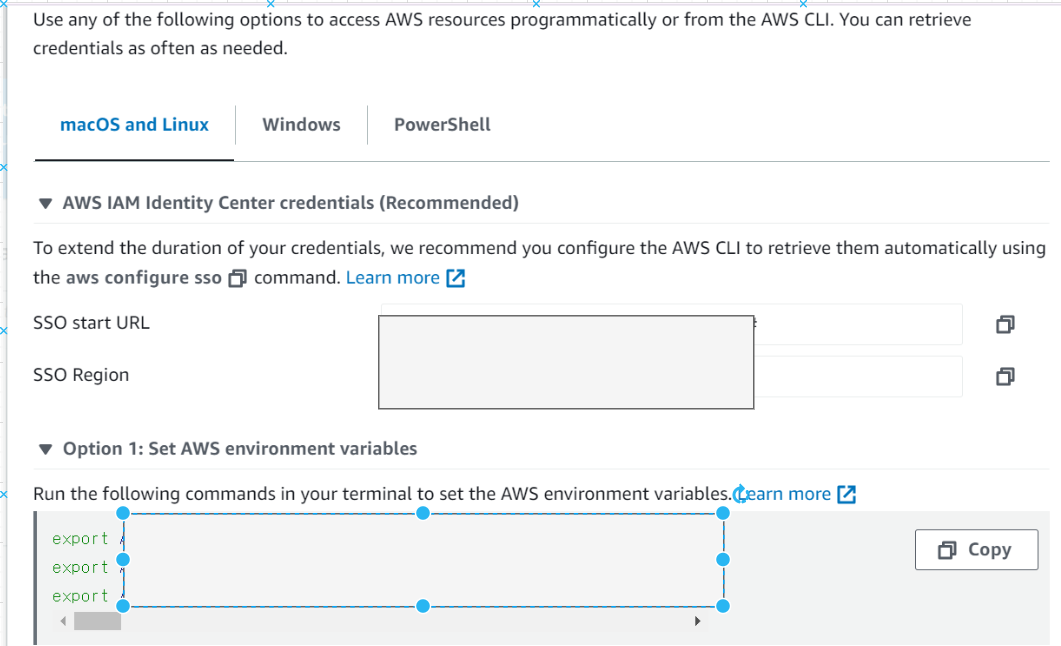 Use any of the following options to access AWS resources programmatically or from the AWS CLI. You can retrieve
credentials as often as needed.
macOS and Linux
Windows
PowerShell
AWS IAM Identity Center credentials (Recommended)
To extend the duration of your credentials, we recommend you configure the AWS CLI to retrieve them automatically using
the aws configure sso command. Learn more
SSO start URL
SSO Region
Option 1: Set AWS environment variables
Run the following commands in your terminal to set the AWS environment variables. Learn more
export
Copy
export
export